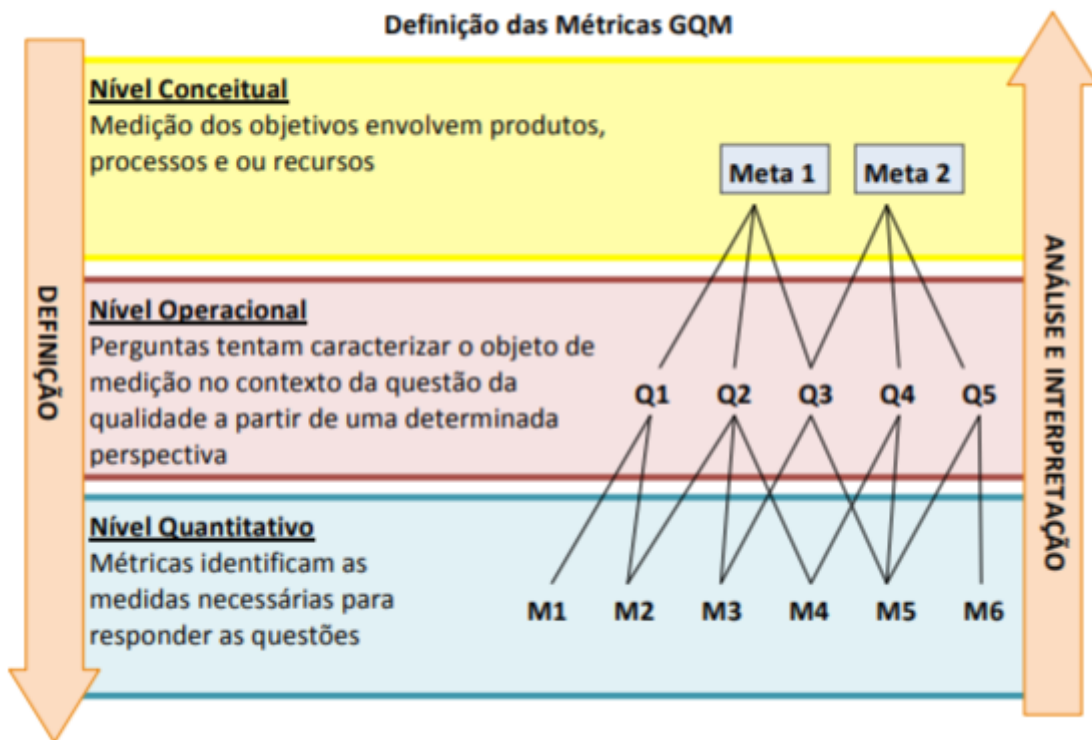 Definição das Métricas GQM
DEFINIÇÃO
Nível Conceitual
Medição dos objetivos envolvem produtos,
processos e ou recursos
Meta 1 Meta 2
Nível Operacional
Perguntas tentam caracterizar o objeto de
medição no contexto da questão da
qualidade a partir de uma determinada
perspectiva
Q1 Q2 Q3 Q4 Q5
Nível Quantitativo
Métricas identificam as
medidas necessárias para
responder as questões
M1 M2 M3 M4 M5 M6
ANÁLISE E INTERPRETAÇÃO